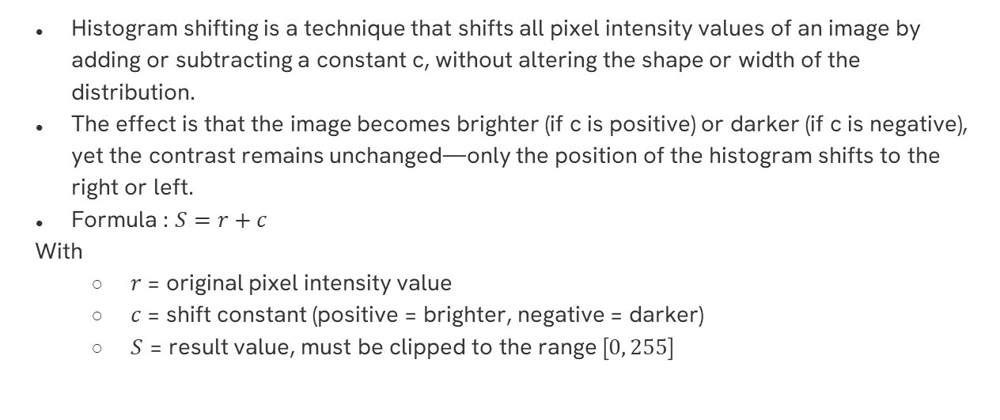 • Histogram shifting is a technique that shifts all pixel intensity values of an image by
adding or subtracting a constant c, without altering the shape or width of the
distribution.
• The effect is that the image becomes brighter (if c is positive) or darker (if c is negative),
yet the contrast remains unchanged—only the position of the histogram shifts to the
right or left.
• Formula : S = r + c
With
○ r = original pixel intensity value
○ c = shift constant (positive = brighter, negative = darker)
○ S = result value, must be clipped to the range [0, 255]